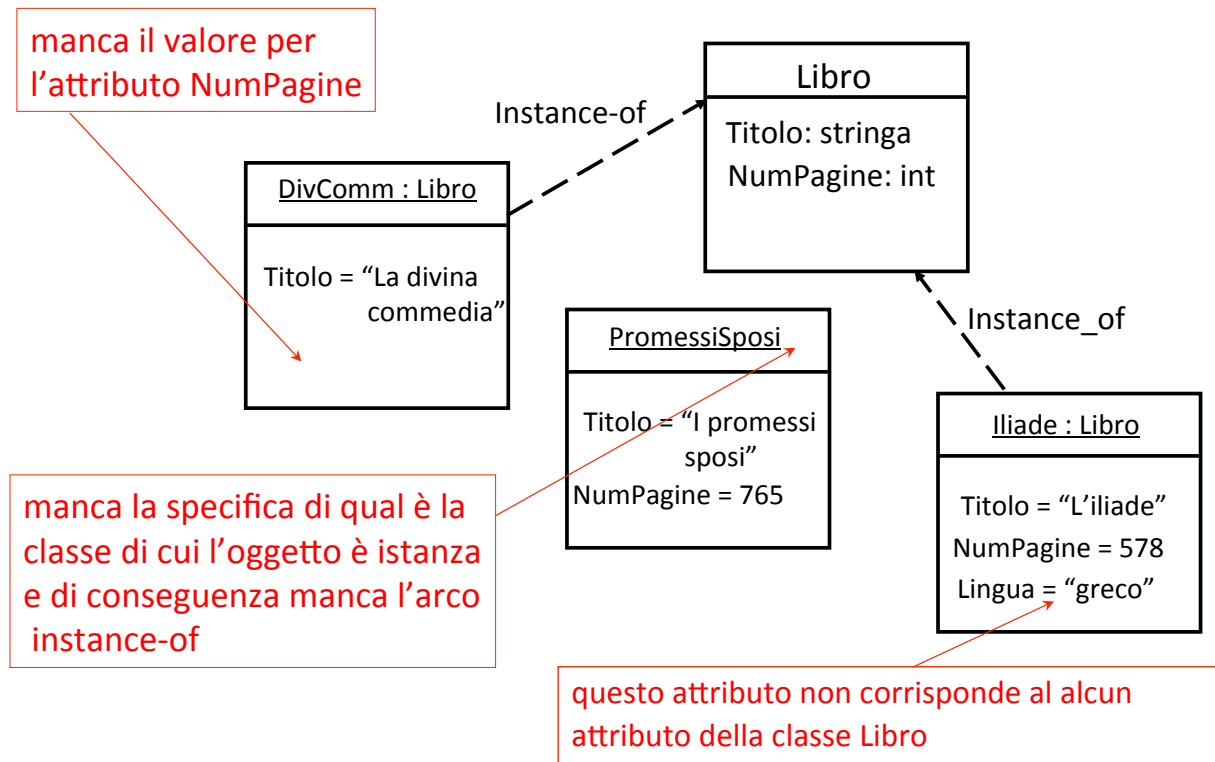 manca il valore per
l’attributo NumPagine
Instance-of
Libro
Titolo: stringa
NumPagine: int
DivComm : Libro
Titolo = “La divina
commedia”
PromessiSposi
Titolo = “I promessi
sposi”
NumPagine = 765
Instance_of
Iliade : Libro
Titolo = “L’iliade”
NumPagine = 578
Lingua = “greco”
manca la specifica di qual è la
classe di cui l’oggetto è istanza
e di conseguenza manca l’arco
instance-of
questo attributo non corrisponde al alcun
attributo della classe Libro